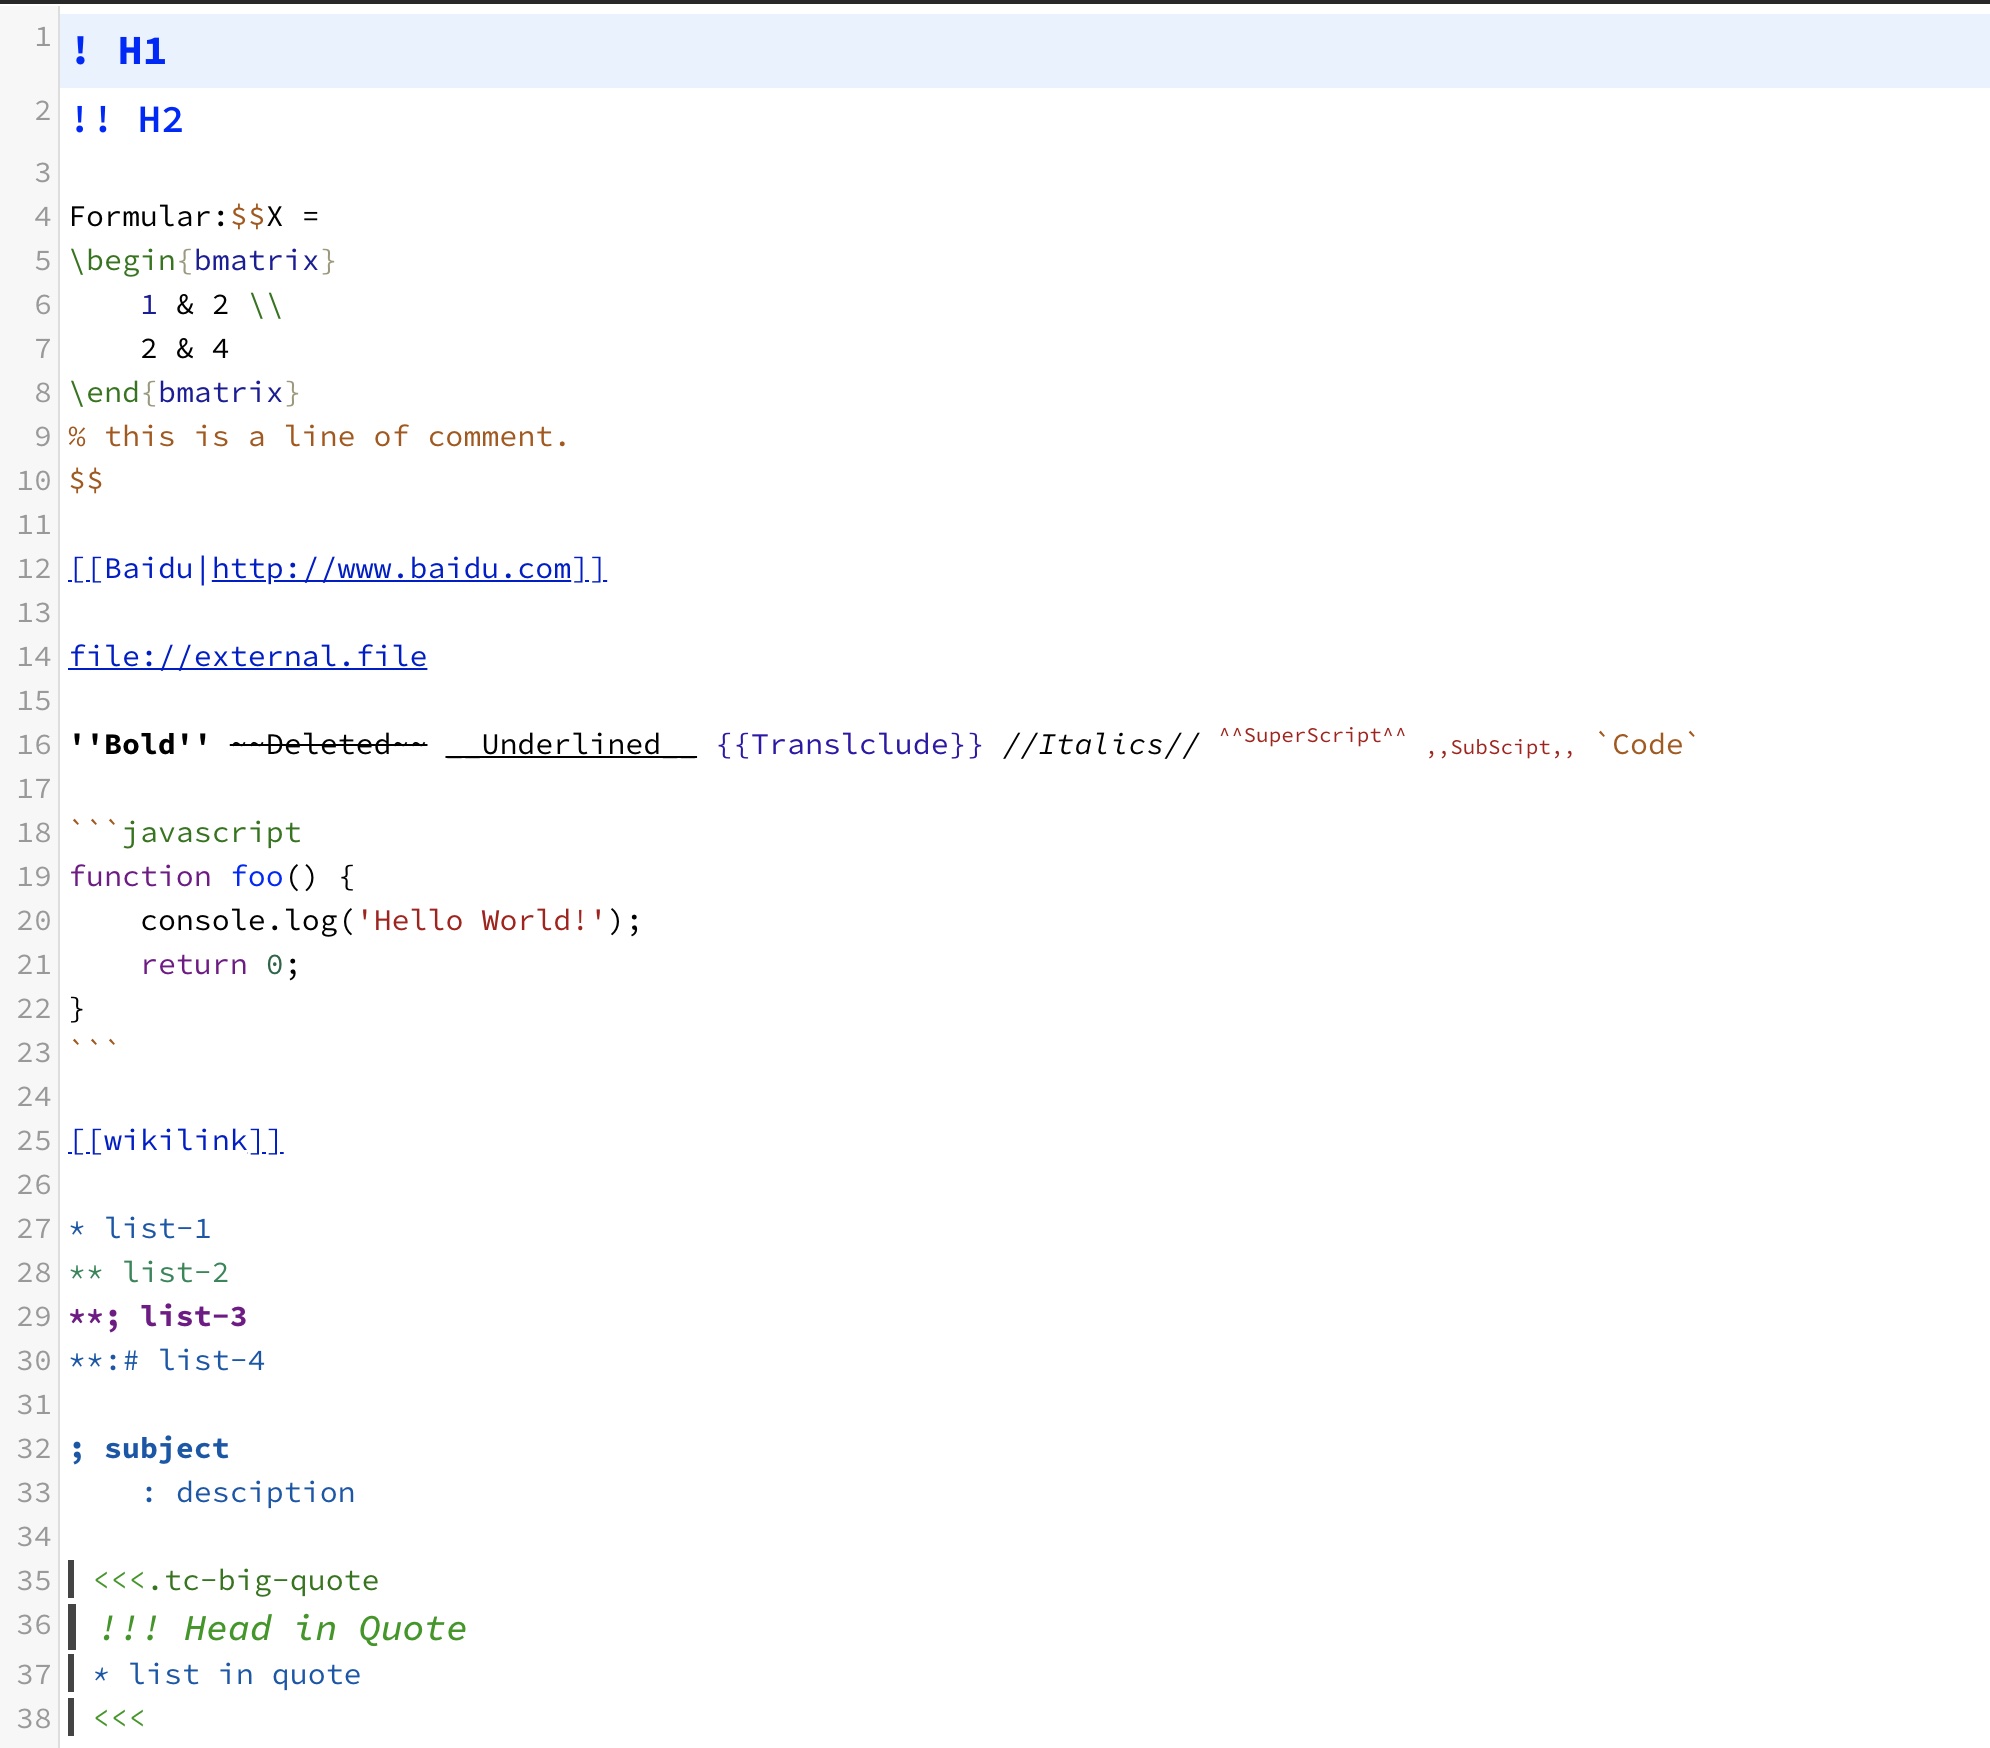 1 ! H1
2 !! H2
3
4 Formular:$$X =
5 \begin{bmatrix}
6     1 & 2 \\
7     2 & 4
8 \end{bmatrix}
9 % this is a line of comment.
10 $$
11
12 [[Baidu|http://www.baidu.com]]
13
14 file://external.file
15
16 ''Bold'' ~~Deleted~~ __Underlined__ {{Translclude}} //Italics// ^^SuperScript^^ ,,SubScipt,, `Code`
17
18 ```javascript
19 function foo() {
20     console.log('Hello World!');
21     return 0;
22 }
23 ```
24
25 [[wikilink]]
26
27 * list-1
28 ** list-2
29 **; list-3
30 **:# list-4
31
32 ; subject
33     : desciption
34
35 <<<.tc-big-quote
36 !!! Head in Quote
37 * list in quote
38 <<<